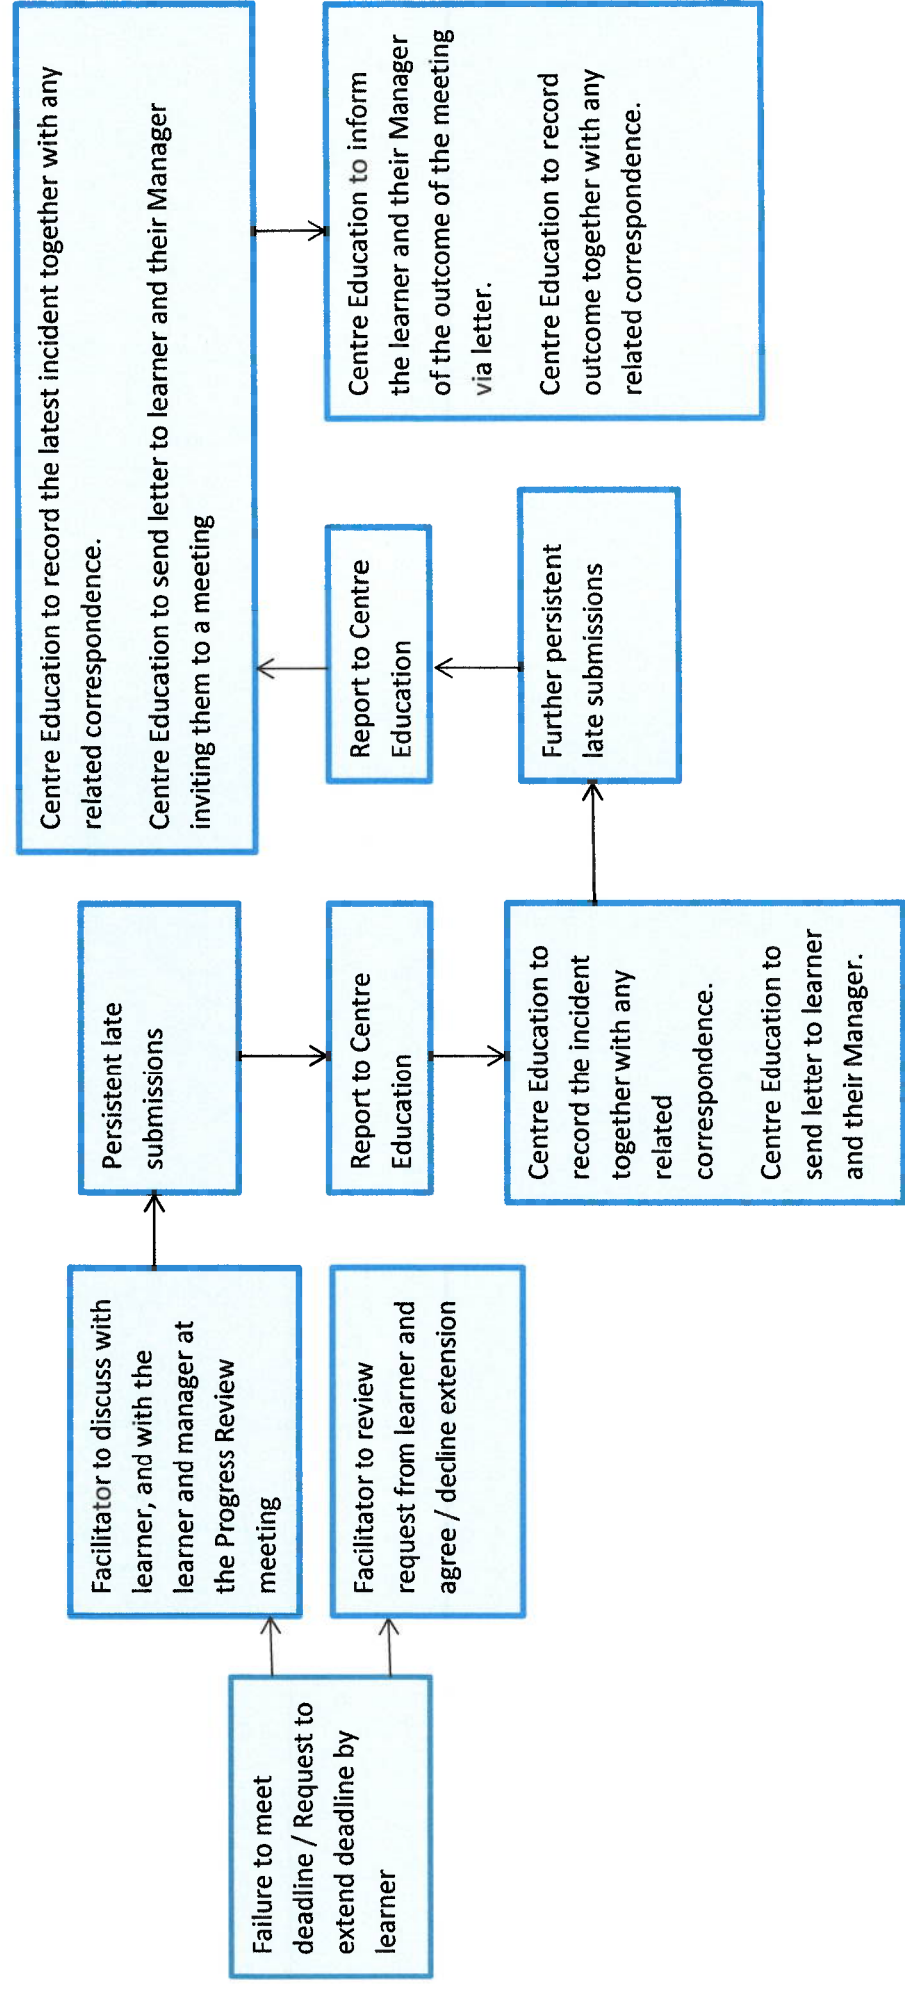 Failure to meet
deadline / Request to
extend deadline by
learner
Facilitator to discuss with
learner, and with the
learner and manager at
the Progress Review
meeting
Facilitator to review
request from learner and
agree / decline extension
Persistent late
submissions
Report to Centre
Education
Centre Education to
record the incident
together with any
related
correspondence.
Centre Education to
send letter to learner
and their Manager.
Further persistent
late submissions
Report to Centre
Education
Centre Education to record the latest incident together with any
related correspondence.
Centre Education to send letter to learner and their Manager
inviting them to a meeting
Centre Education to inform
the learner and their Manager
of the outcome of the meeting
via letter.
Centre Education to record
outcome together with any
related correspondence.